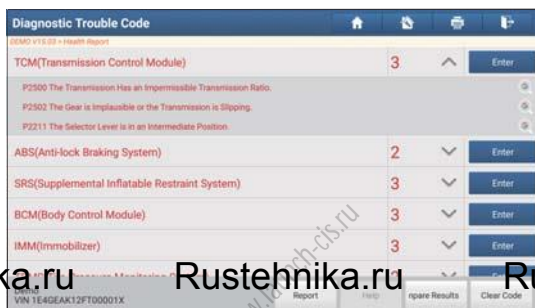 Diagnostic Trouble Code
DEMO V15.03 > Health Report
TCM(Transmission Control Module) 3 Enter
P2500 The Transmission Has an Impermissible Transmission Ratio.
P2502 The Gear is Implausible or the Transmission is Slipping.
P2211 The Selector Lever is in an Intermediate Position.
ABS(Anti-lock Braking System) 2 Enter
SRS(Supplemental Inflatable Restraint System) 3 Enter
BCM(Body Control Module) 3 Enter
IMM(Immobilizer) 3 Enter
ka.ru Rustehnika.ru Ru
Demo
VIN 1E4GEAK12FT00001X Report Help npare Results Clear Code